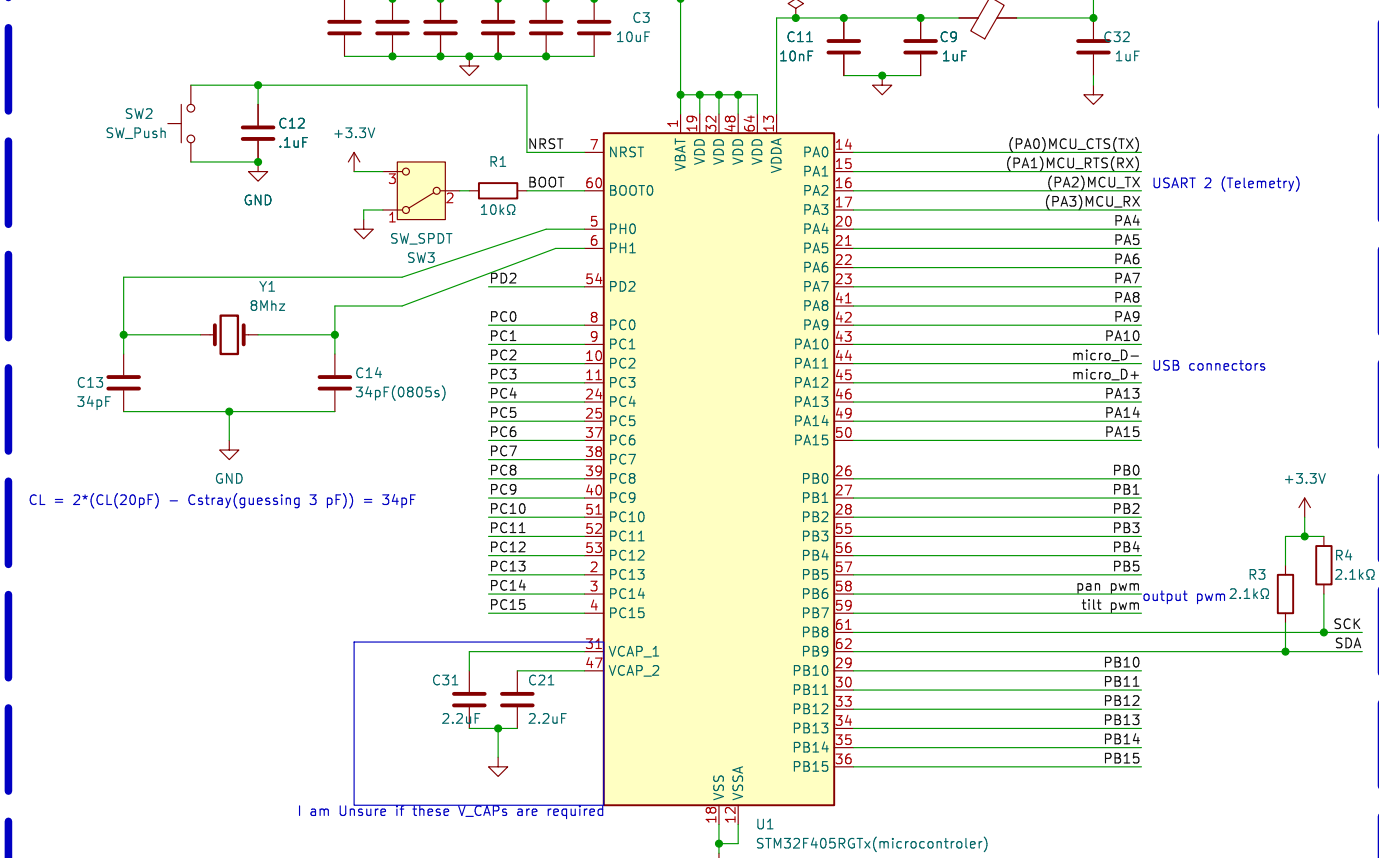 C3
10uF
C11
10nF
C9
1uF
C32
1uF
SW2
SW_Push
C12
.1uF
GND
+3.3V
3
2
1
SW_SPDT
SW3
R1
10kΩ
NRST
BOOT
7
NRST
60
BOOT0
5
PH0
6
PH1
PD2
54
PD2
PC0
8
PC0
PC1
9
PC1
PC2
10
PC2
PC3
11
PC3
PC4
24
PC4
PC5
25
PC5
PC6
37
PC6
PC7
38
PC7
PC8
39
PC8
PC9
40
PC9
PC10
51
PC10
PC11
52
PC11
PC12
53
PC12
PC13
2
PC13
PC14
3
PC14
PC15
4
PC15
31
VCAP_1
47
VCAP_2
Y1
8Mhz
C13
34pF
C14
34pF(0805s)
GND
CL = 2*(CL(20pF) - Cstray(guessing 3 pF)) = 34pF
C31
2.2uF
C21
2.2uF
I am Unsure if these V_CAPs are required
1
VBAT
19
VDD
32
VDD
48
VDD
64
VDD
13
VDDA
PA0
14
(PA0)MCU_CTS(TX)
PA1
15
(PA1)MCU_RTS(RX)
PA2
16
(PA2)MCU_TX
USART 2 (Telemetry)
PA3
17
(PA3)MCU_RX
PA4
20
PA4
PA5
21
PA5
PA6
22
PA6
PA7
23
PA7
PA8
41
PA8
PA9
42
PA9
PA10
43
PA10
PA11
44
micro_D-
USB connectors
PA12
45
micro_D+
PA13
46
PA13
PA14
49
PA14
PA15
50
PA15
PB0
26
PB0
PB1
27
PB1
PB2
28
PB2
PB3
55
PB3
PB4
56
PB4
PB5
57
PB5
PB6
58
pan pwm
output pwm
PB7
59
tilt pwm
PB8
61
SCK
PB9
62
SDA
PB10
29
PB10
PB11
30
PB11
PB12
33
PB12
PB13
34
PB13
PB14
35
PB14
PB15
36
PB15
+3.3V
R4
2.1kΩ
R3
2.1kΩ
VSS
18
VSSA
12
U1
STM32F405RGTx(microcontroler)